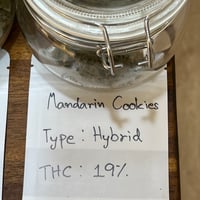 Mandarin Cookies
Type : Hybrid
THC : 19%